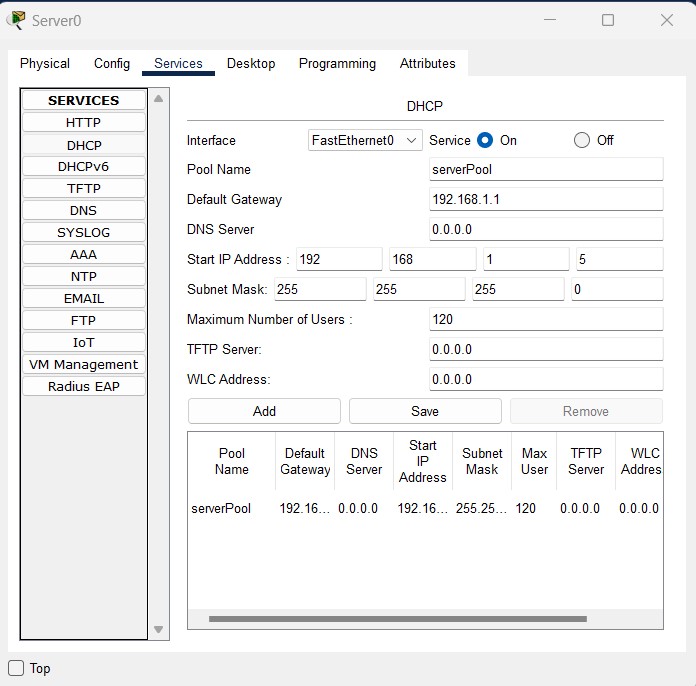 Server0
Physical Config Services Desktop Programming Attributes
SERVICES
HTTP
DHCP
DHCPv6
TFTP
DNS
SYSLOG
AAA
NTP
EMAIL
FTP
IoT
VM Management
Radius EAP
DHCP
Interface FastEthernet0 Service On Off
Pool Name serverPool
Default Gateway 192.168.1.1
DNS Server 0.0.0.0
Start IP Address : 192 168 1 5
Subnet Mask: 255 255 255 0
Maximum Number of Users : 120
TFTP Server: 0.0.0.0
WLC Address: 0.0.0.0
Add Save Remove
Pool Name Default Gateway DNS Server Start IP Address Subnet Mask Max User TFTP Server WLC Addres
serverPool 192.16... 0.0.0.0 192.16... 255.25... 120 0.0.0.0 0.0.0.0
Top